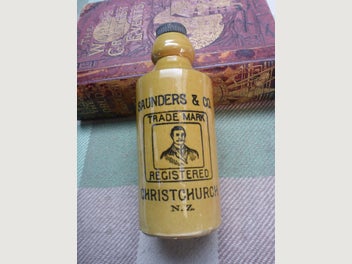 SAUNDERS & CO
TRADE MARK
REGISTERED
CHRISTCHURCH
N.Z.